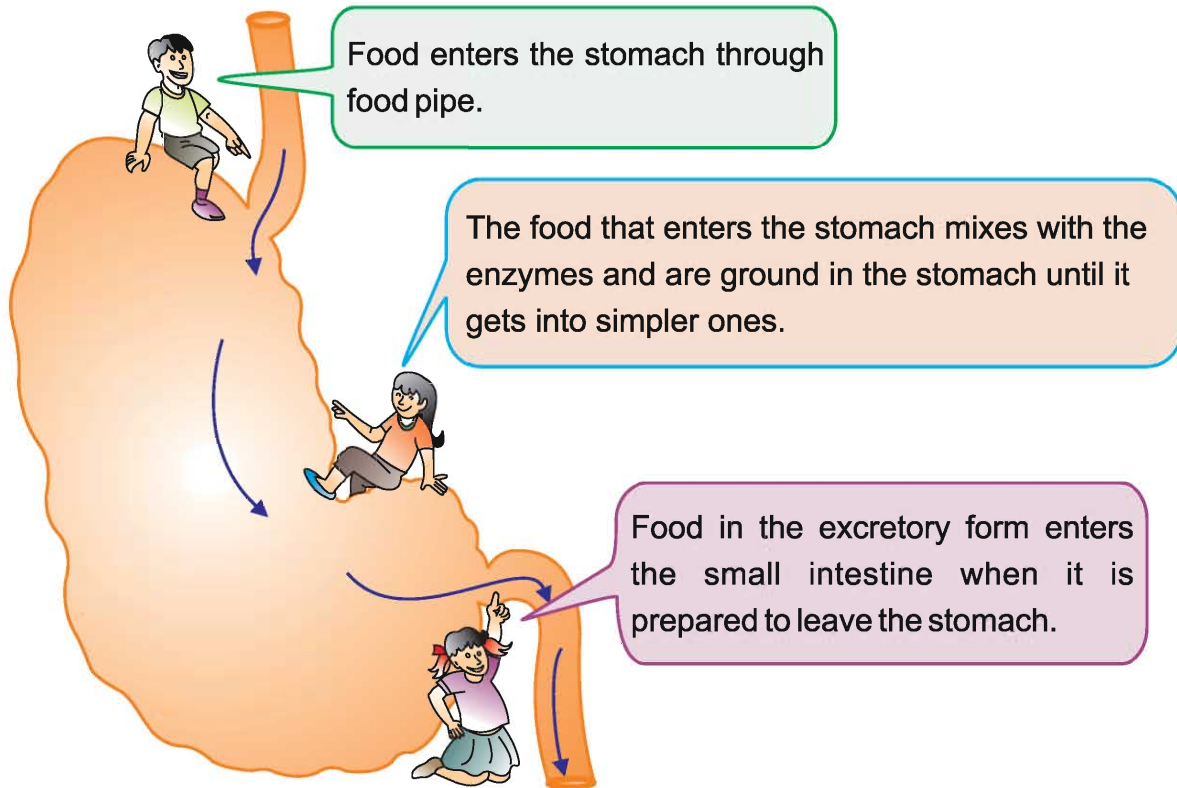 Food enters the stomach through
food pipe.
The food that enters the stomach mixes with the
enzymes and are ground in the stomach until it
gets into simpler ones.
Food in the excretory form enters
the small intestine when it is
prepared to leave the stomach.